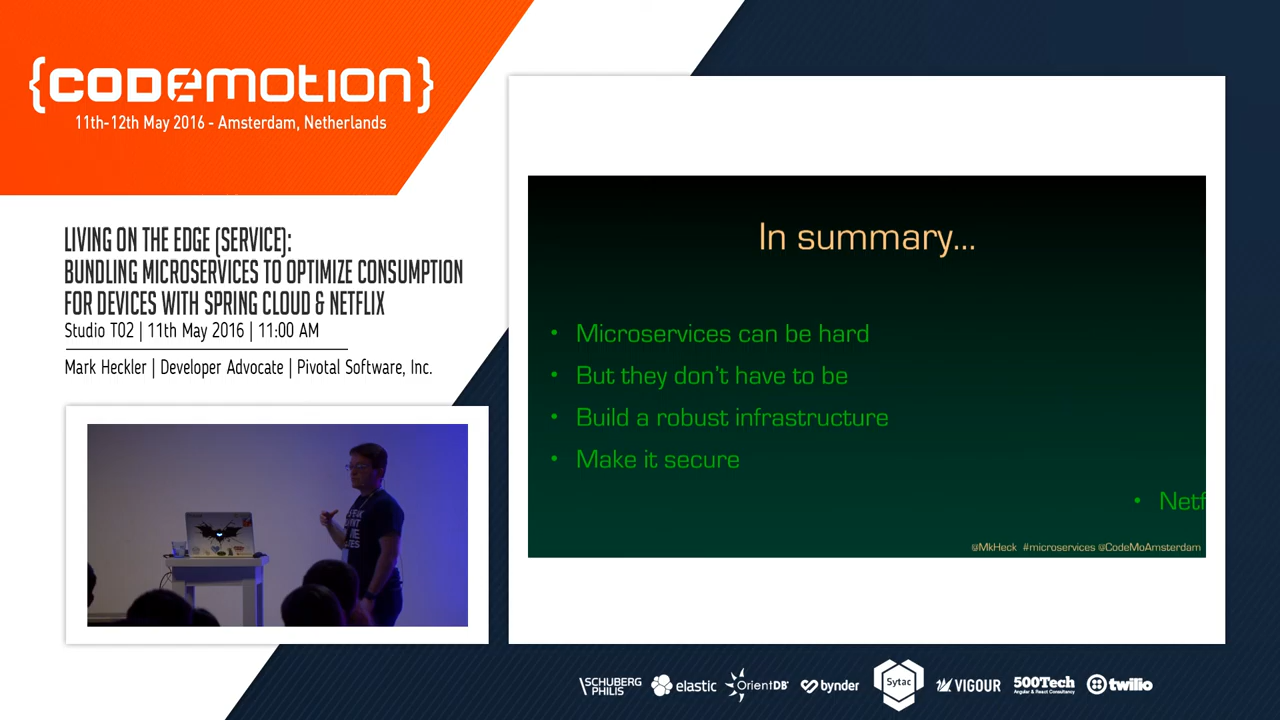 {CODEMOTION}
11th-12th May 2016 - Amsterdam, Netherlands
LIVING ON THE EDGE (SERVICE):
BUNDLING MICROSERVICES TO OPTIMIZE CONSUMPTION
FOR DEVICES WITH SPRING CLOUD & NETFLIX
Studio T02 | 11th May 2016 | 11:00 AM
Mark Heckler | Developer Advocate | Pivotal Software, Inc.
In summary...
• Microservices can be hard
• But they don't have to be
• Build a robust infrastructure
• Make it secure
• Netf
@MkHeck #microservices @CodeMoAmsterdam
SCHUBERG PHILIS
elastic
OrientDB
bynder
Sytac
VIGOUR
500Tech
Angular & React Consultancy
twilio